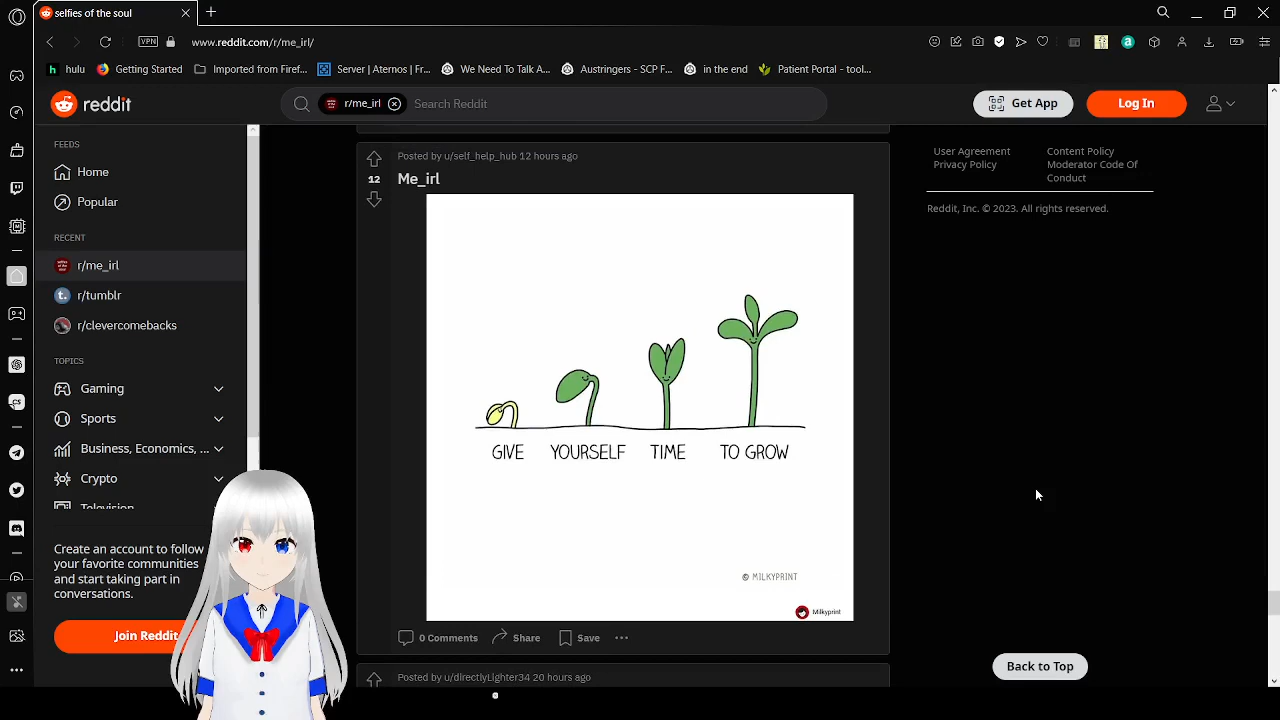 selfies of the soul
VPN
www.reddit.com/r/me_irl/
hulu
Getting Started
Imported from Firef...
Server | Aternos | Fr...
We Need To Talk A...
Austringers - SCP F...
in the end
Patient Portal - tool...
reddit
r/me_irl
Search Reddit
Get App
Log In
FEEDS
Home
Popular
RECENT
r/me_irl
r/tumblr
r/clevercomebacks
TOPICS
Gaming
Sports
Business, Economics, ...
Crypto
Television
Create an account to follow
your favorite communities
and start taking part in
conversations.
Join Reddit
Posted by u/self_help_hub 12 hours ago
12
Me_irl
GIVE YOURSELF TIME TO GROW
© MILKYPRINT
Milkyprint
0 Comments
Share
Save
Posted by u/directlyLighter34 20 hours ago
User Agreement
Privacy Policy
Content Policy
Moderator Code Of
Conduct
Reddit, Inc. © 2023. All rights reserved.
Back to Top